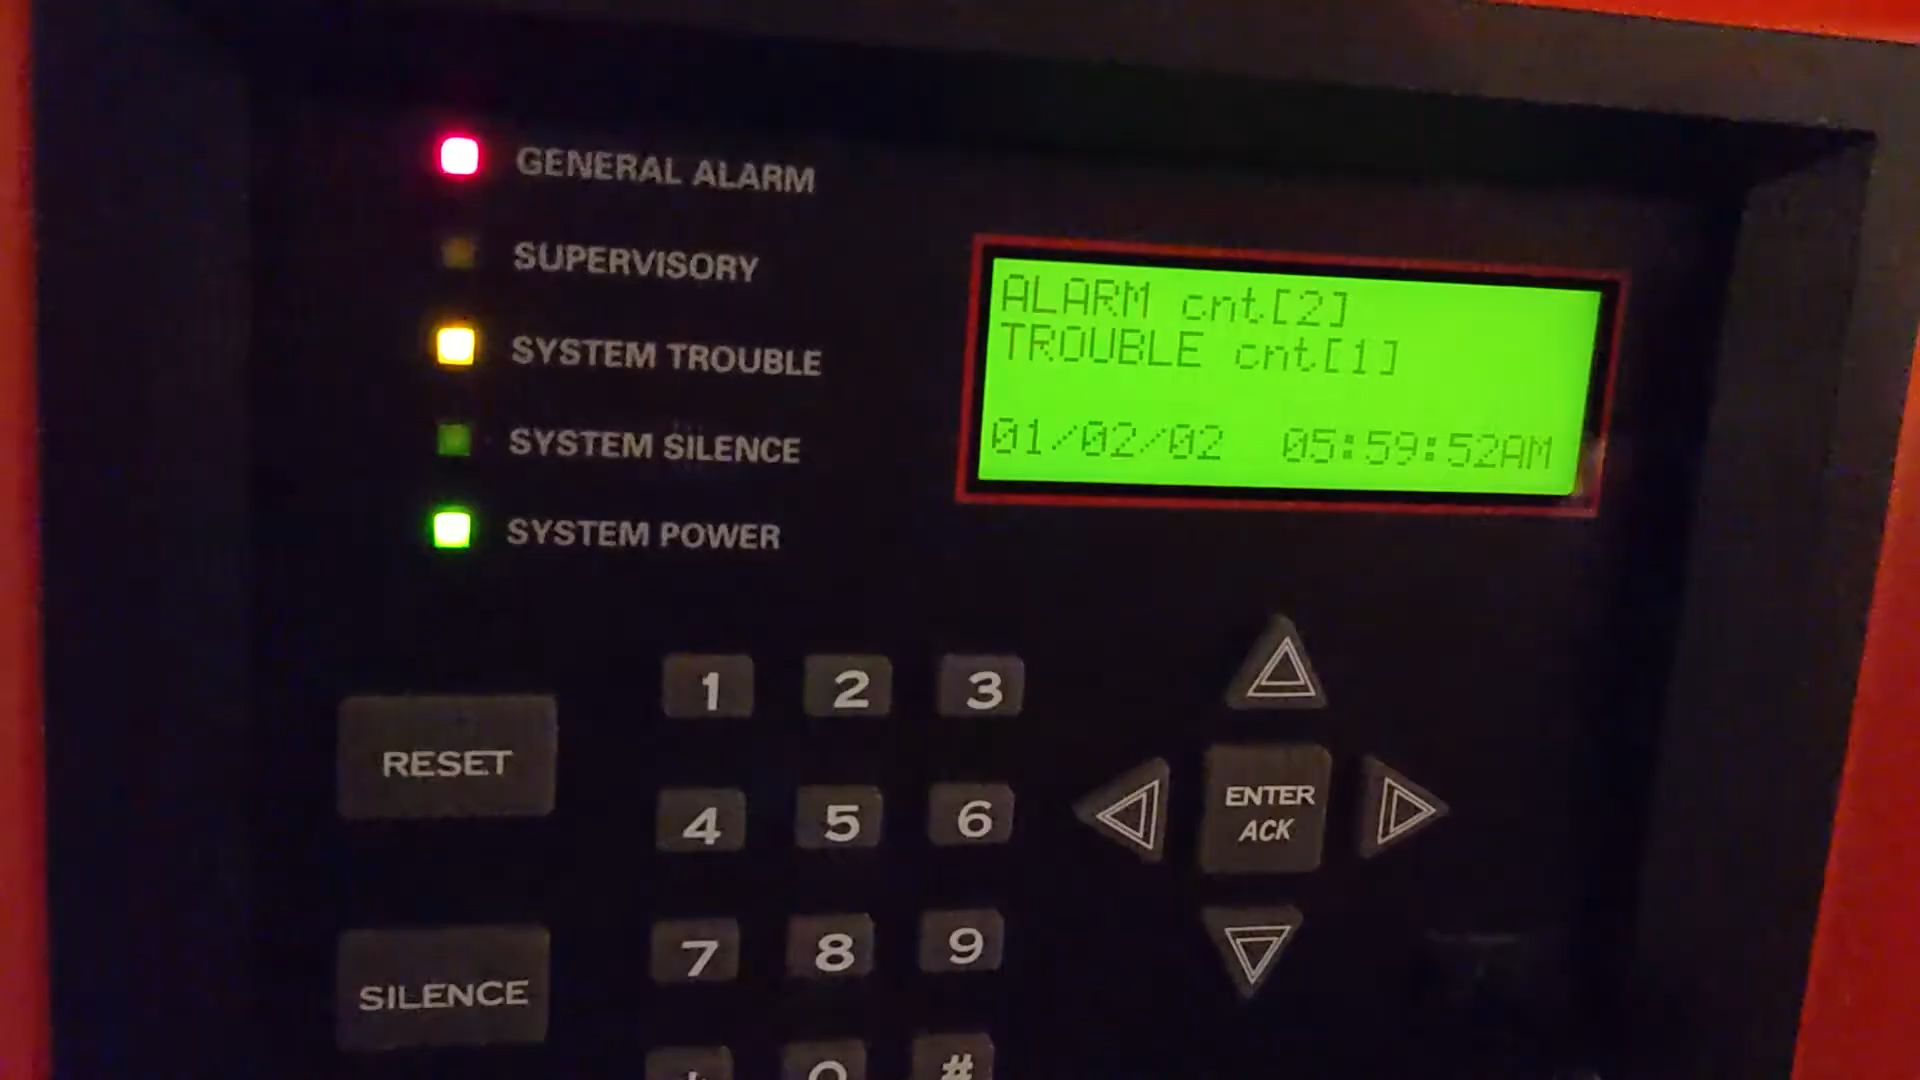 GENERAL ALARM
SUPERVISORY
SYSTEM TROUBLE
SYSTEM SILENCE
SYSTEM POWER
ALARM cnt[2]
TROUBLE cnt[1]
01/02/02 05:59:52AM
RESET
SILENCE
1 2 3
4 5 6
7 8 9
0 #
ENTER
ACK